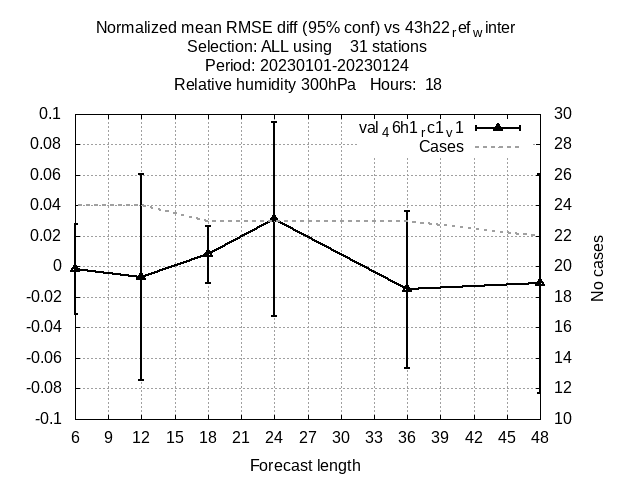 Normalized mean RMSE diff (95% conf) vs 43h22refwinter
Selection: ALL using 31 stations
Period: 20230101-20230124
Relative humidity 300hPa Hours: 18
val46h1rc1v1
Cases
0.1
0.08
0.06
0.04
0.02
0
-0.02
-0.04
-0.06
-0.08
-0.1
30
28
26
24
22
20
18
16
14
12
10
No cases
6 9 12 15 18 21 24 27 30 33 36 39 42 45 48
Forecast length